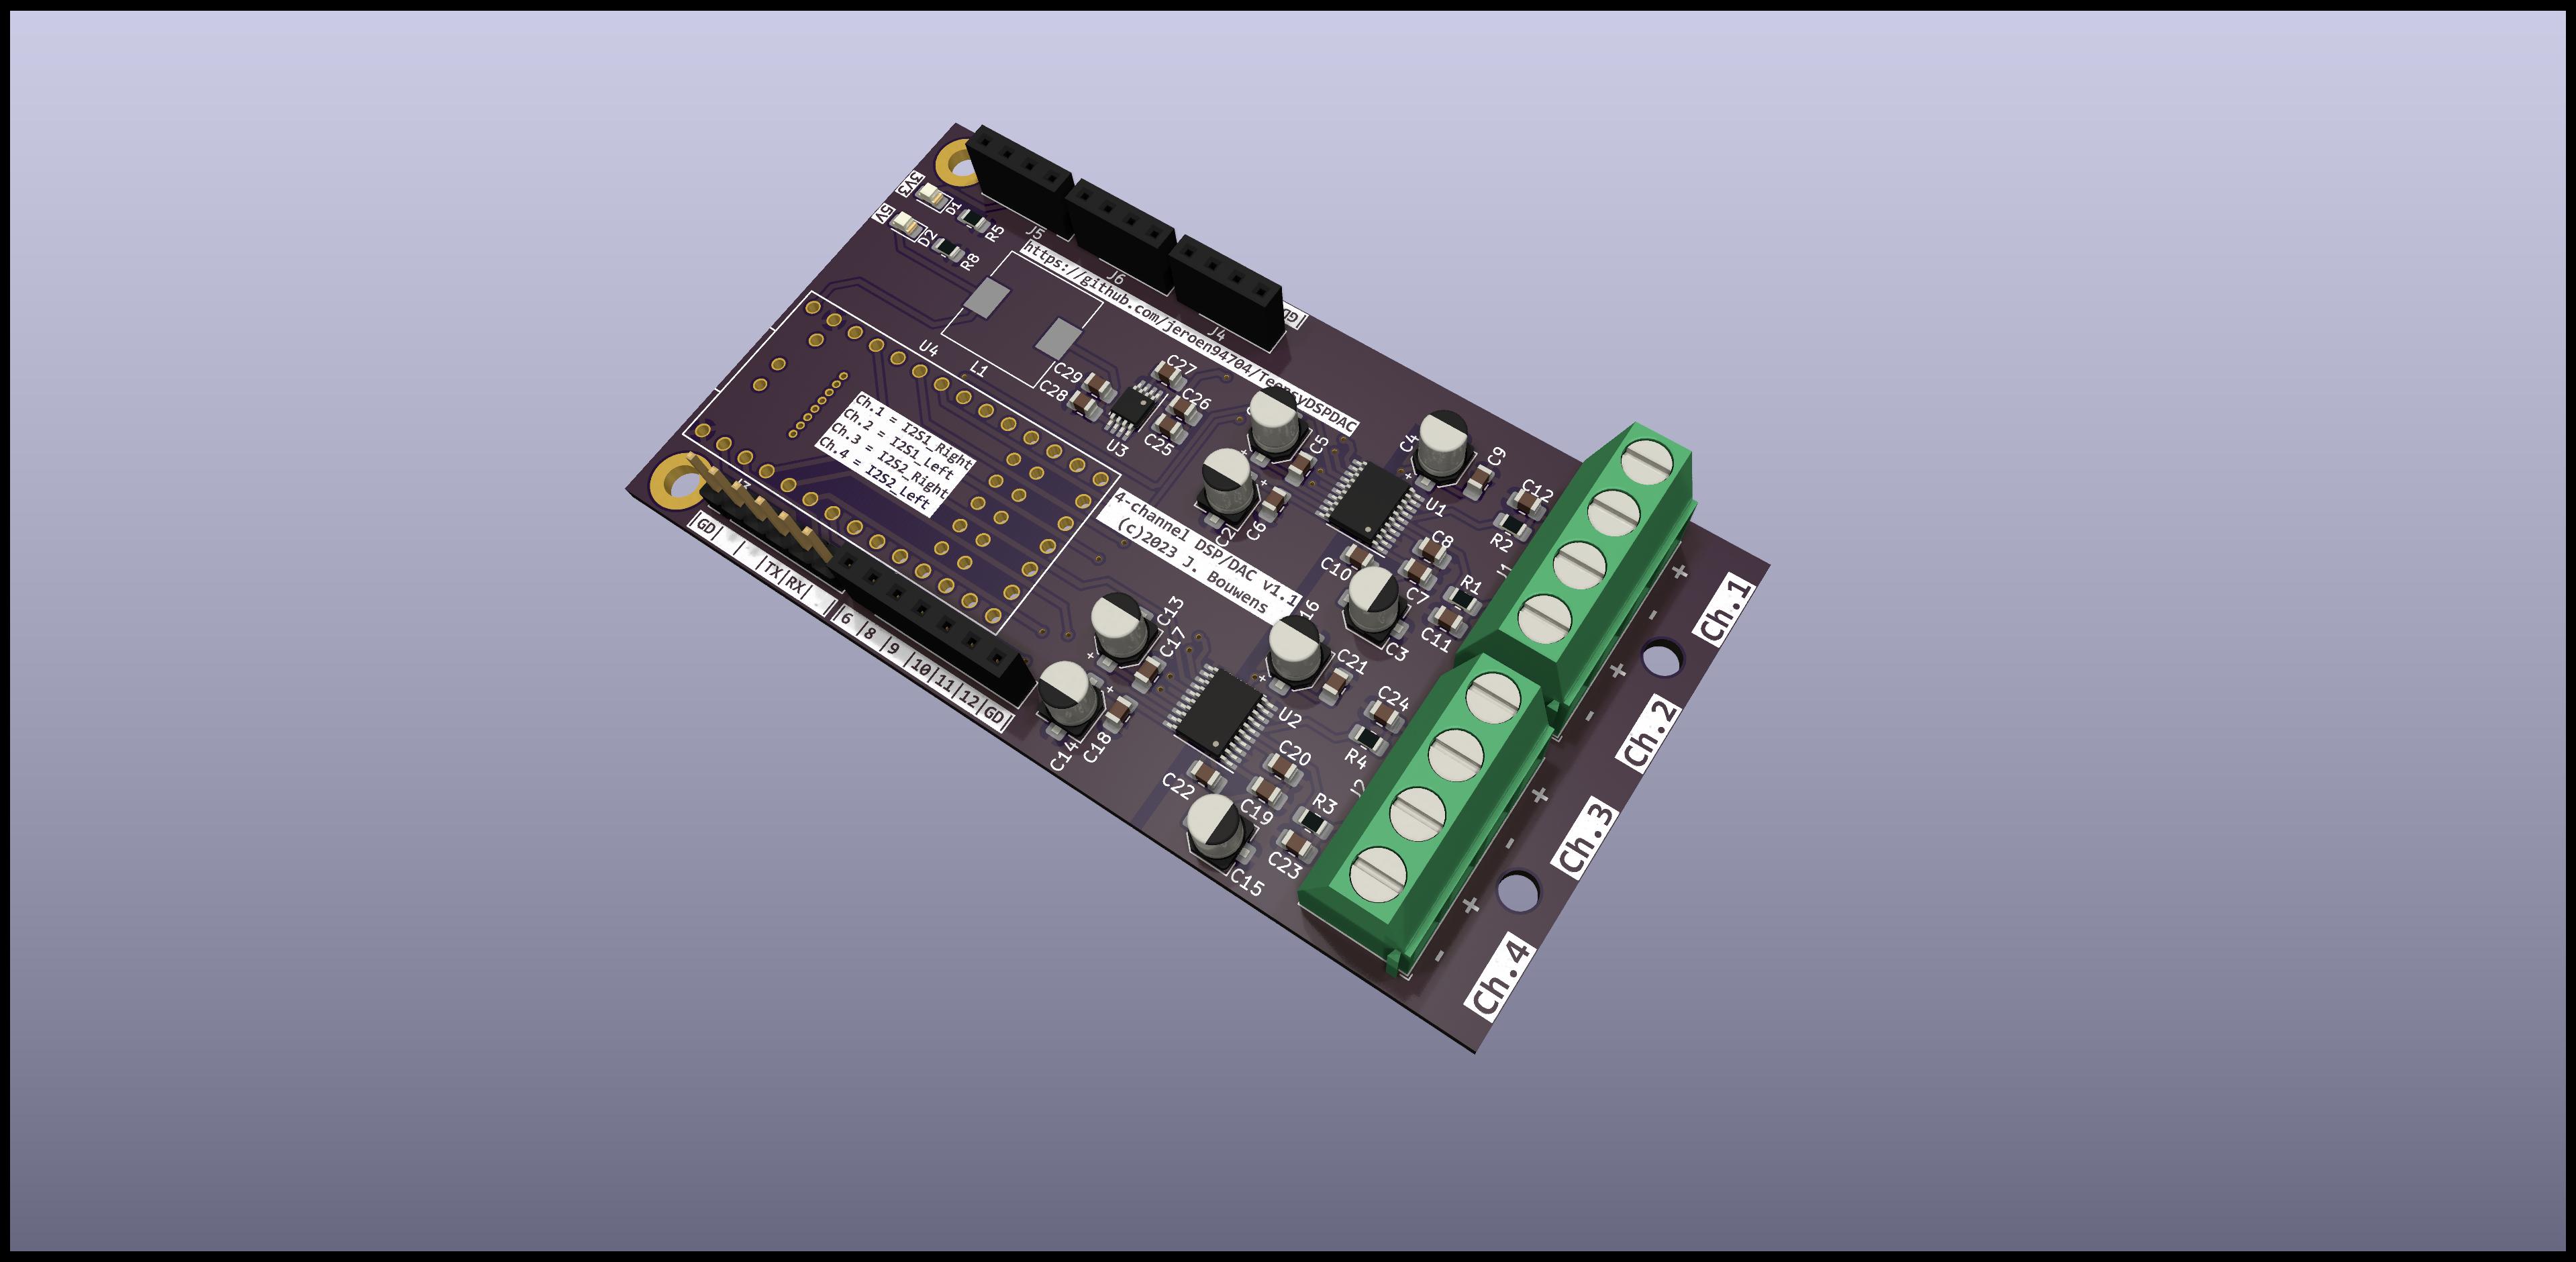 3V3
5V
D1
D2
R5
R8
J5
J6
J4
https://github.com/jeroen94704/TeensyDSPDAC
U4
L1
C29
C28
C27
C26
C25
U3
Ch.1 = I2S1_Right
Ch.2 = I2S1_Left
Ch.3 = I2S2_Right
Ch.4 = I2S2_Left
4-channel DSP/DAC v1.1
(c)2023 J. Bouwens
GD| | |TX|RX|
6 | 8 | 9 |10|11|12|GD|
C5
C6
C4
C9
U1
C12
R2
C10
C8
C7
R1
C11
C3
C13
C17
C14
C18
C21
U2
C24
R4
C22
C20
C19
R3
C23
C15
+
-
+
-
+
-
+
-
Ch.1
Ch.2
Ch.3
Ch.4